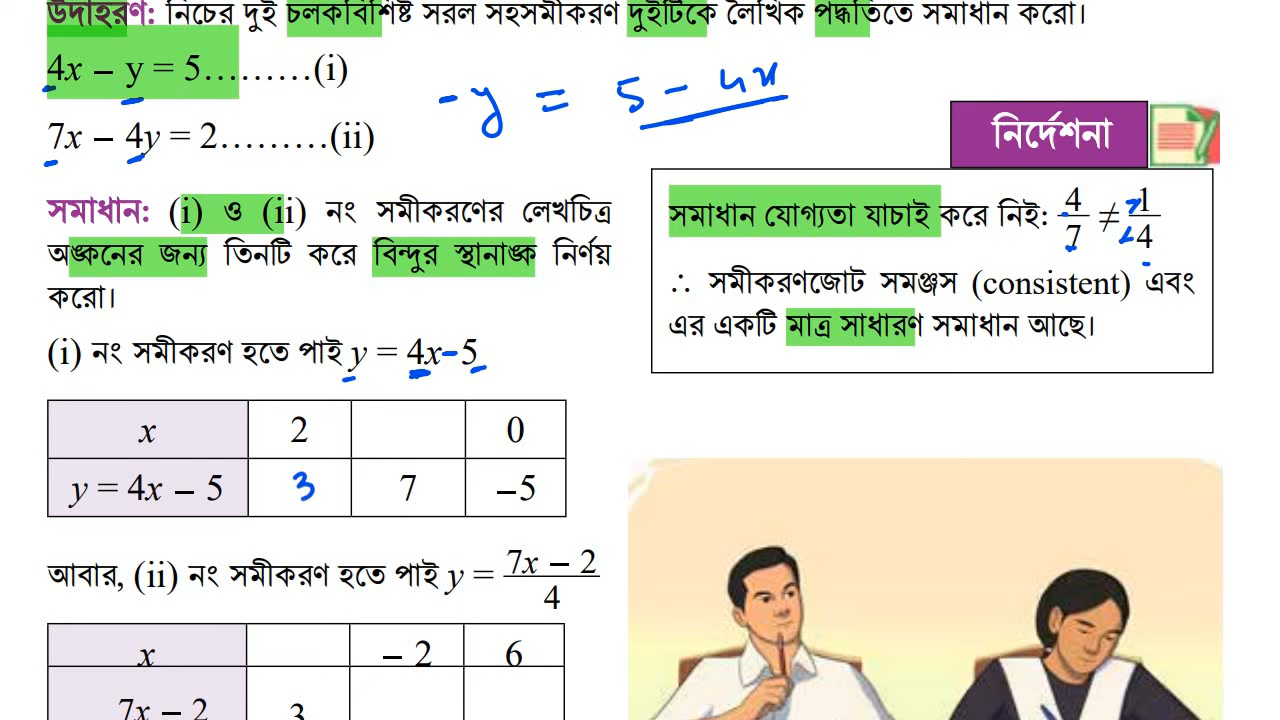 উদাহরণ: নিচের দুই চলকবিশিষ্ট সরল সহসমীকরণ দুইটিকে লৈখিক পদ্ধতিতে সমাধান করো।
4x – y = 5………(i)
-y = 5 - 4x
7x – 4y = 2………(ii)
নির্দেশনা
সমাধান: (i) ও (ii) নং সমীকরণের লেখচিত্র
অঙ্কনের জন্য তিনটি করে বিন্দুর স্থানাঙ্ক নির্ণয়
করো।
(i) নং সমীকরণ হতে পাই y = 4x-5
x 2 0
y = 4x – 5 3 7 –5
আবার, (ii) নং সমীকরণ হতে পাই y = (7x – 2)/4
x – 2 6
7x – 2 3
সমাধান যোগ্যতা যাচাই করে নিই: 4/7 ≠ 1/4
∴ সমীকরণজোট সমঞ্জস (consistent) এবং
এর একটি মাত্র সাধারণ সমাধান আছে।